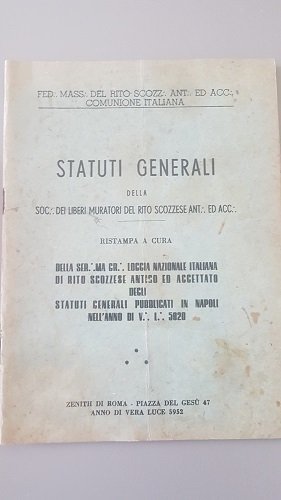 FED∴ MASS∴ DEL RITO SCOZZ∴ ANT∴ ED ACC∴
COMUNIONE ITALIANA
STATUTI GENERALI
DELLA
SOC∴ DEI LIBERI MURATORI DEL RITO SCOZZESE ANT∴ ED ACC∴
RISTAMPA A CURA
DELLA SER∴MA GR∴ LOGGIA NAZIONALE ITALIANA
DI RITO SCOZZESE ANTICO ED ACCETTATO
DEGLI
STATUTI GENERALI PUBBLICATI IN NAPOLI
NELL'ANNO DI V∴ L∴ 5820
ZENITH DI ROMA - PIAZZA DEL GESÙ 47
ANNO DI VERA LUCE 5952